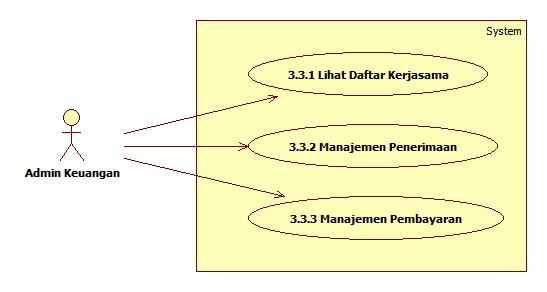 System
3.3.1 Lihat Daftar Kerjasama
3.3.2 Manajemen Penerimaan
Admin Keuangan
3.3.3 Manajemen Pembayaran